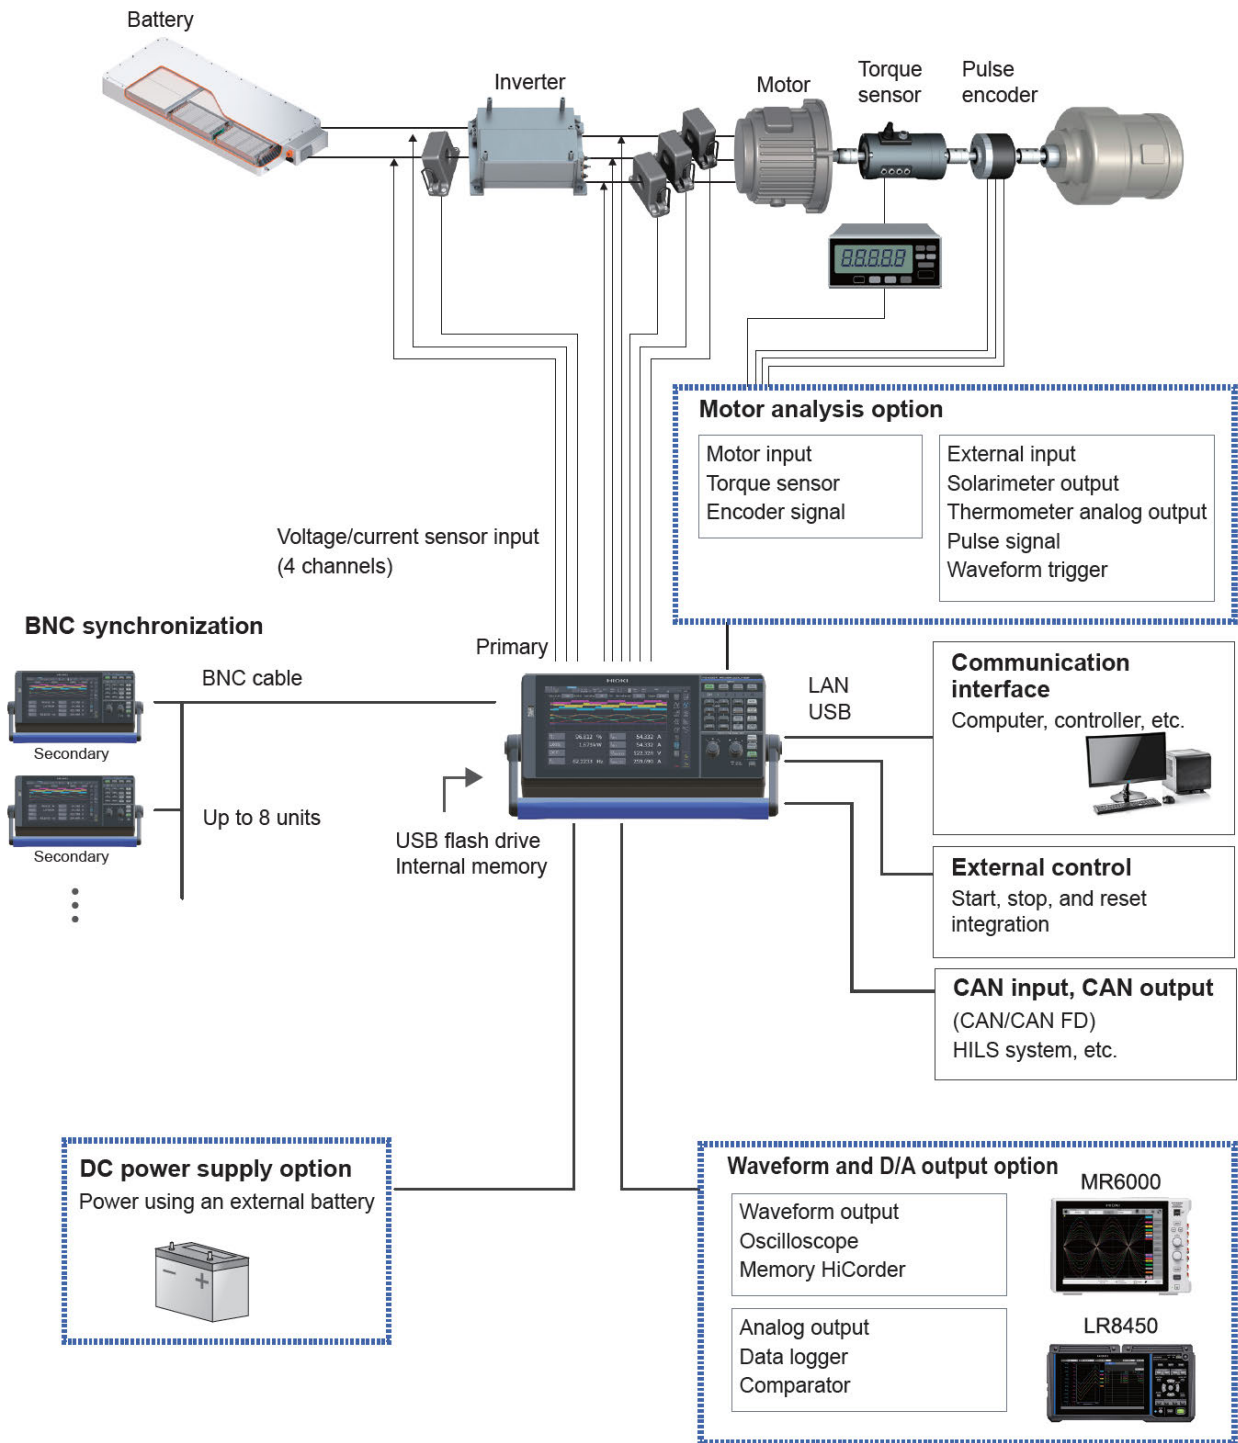 Battery
Inverter
Motor
Torque
sensor
Pulse
encoder
88888
Motor analysis option
Motor input
Torque sensor
Encoder signal
External input
Solarimeter output
Thermometer analog output
Pulse signal
Waveform trigger
Voltage/current sensor input
(4 channels)
BNC synchronization
Primary
BNC cable
Secondary
Up to 8 units
Secondary
HIOKI
USB flash drive
Internal memory
LAN
USB
Communication
interface
Computer, controller, etc.
External control
Start, stop, and reset
integration
CAN input, CAN output
(CAN/CAN FD)
HILS system, etc.
DC power supply option
Power using an external battery
Waveform and D/A output option
MR6000
Waveform output
Oscilloscope
Memory HiCorder
LR8450
Analog output
Data logger
Comparator